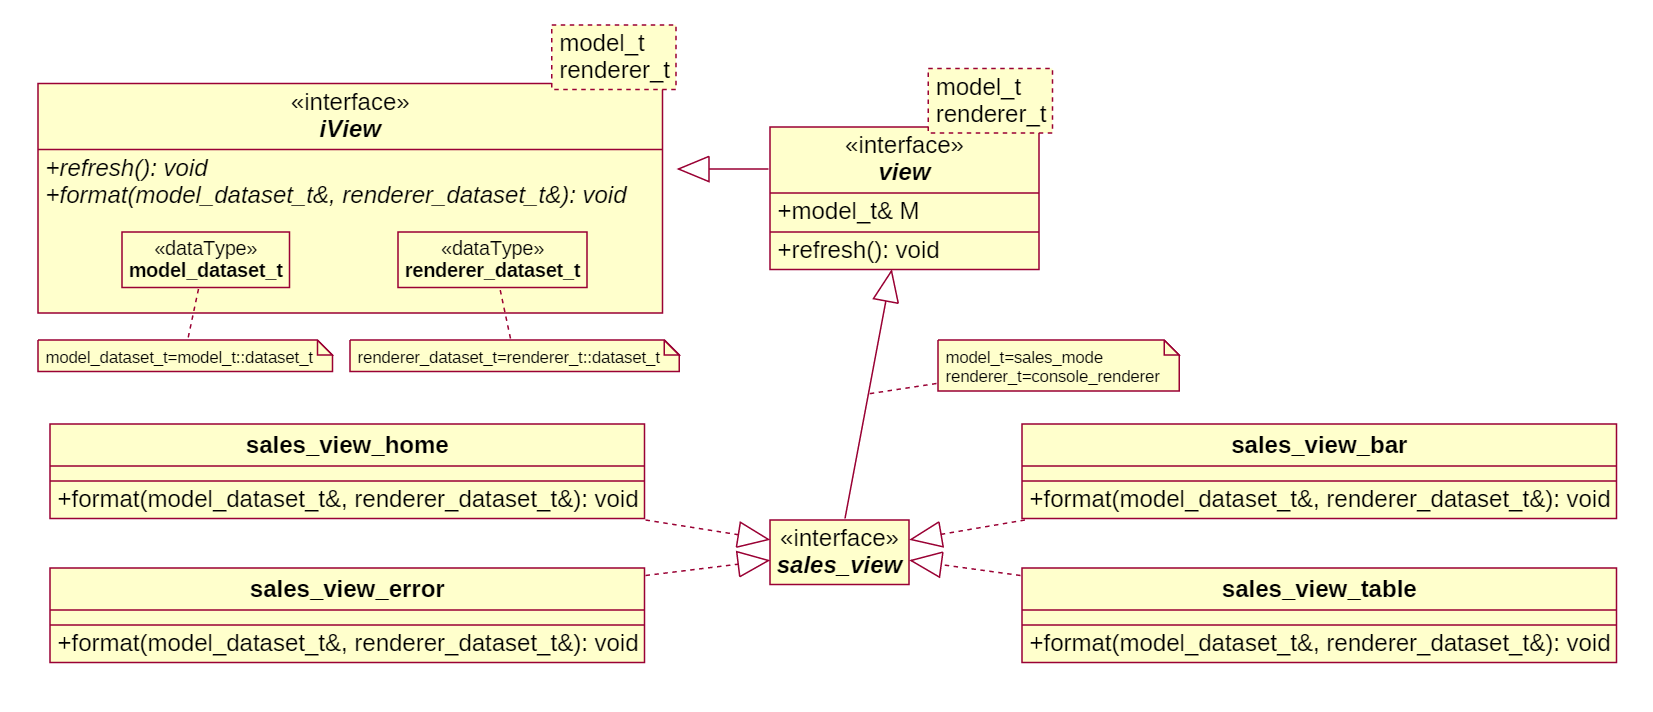 model_t
renderer_t
«interface»
iView
+refresh(): void
+format(model_dataset_t&, renderer_dataset_t&): void
«dataType»
model_dataset_t
«dataType»
renderer_dataset_t
model_dataset_t=model_t::dataset_t
renderer_dataset_t=renderer_t::dataset_t
model_t
renderer_t
«interface»
view
+model_t& M
+refresh(): void
model_t=sales_mode
renderer_t=console_renderer
sales_view_home
+format(model_dataset_t&, renderer_dataset_t&): void
sales_view_bar
+format(model_dataset_t&, renderer_dataset_t&): void
«interface»
sales_view
sales_view_error
+format(model_dataset_t&, renderer_dataset_t&): void
sales_view_table
+format(model_dataset_t&, renderer_dataset_t&): void